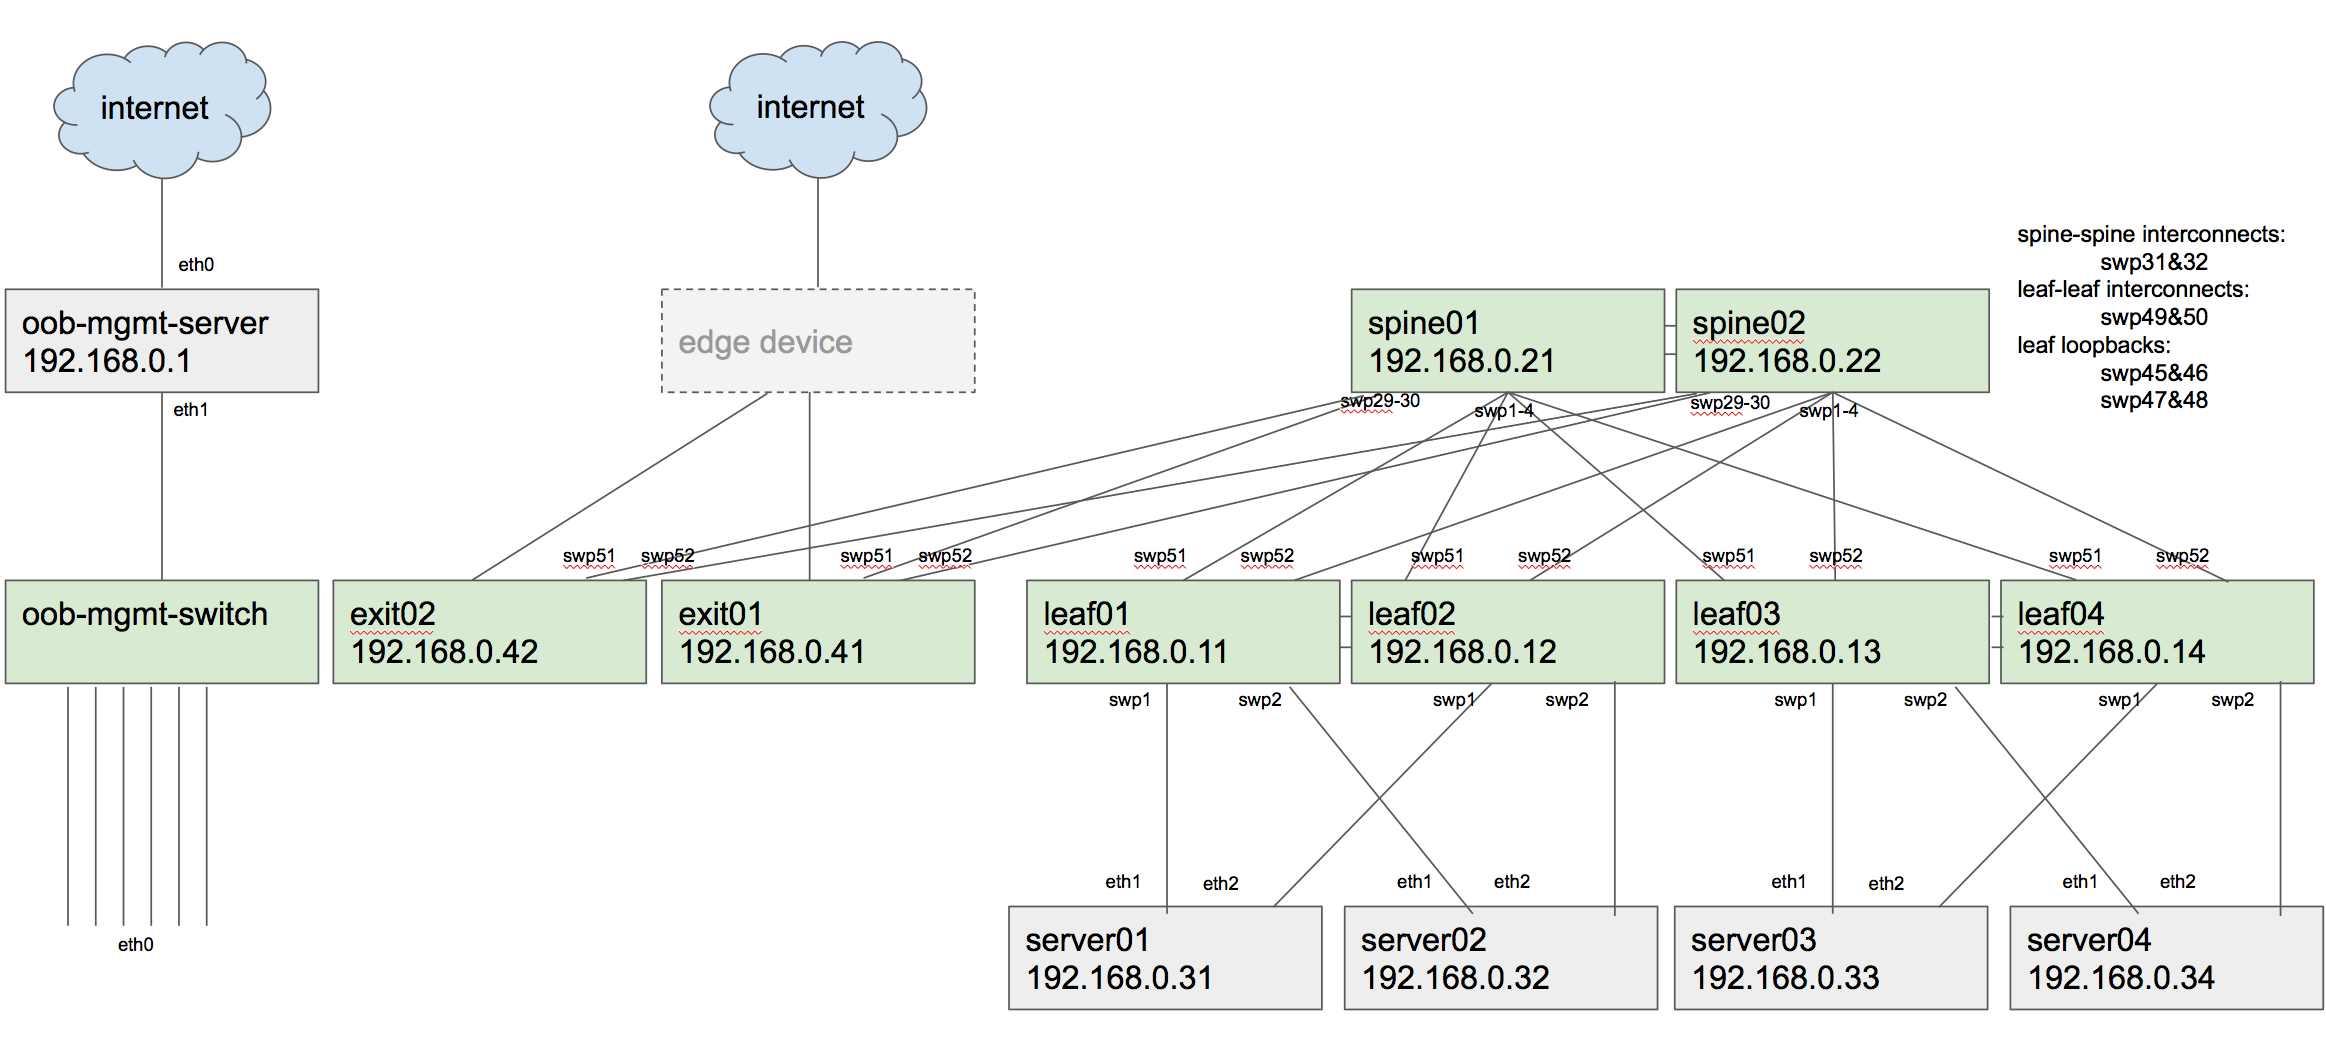 internet
internet
eth0
spine-spine interconnects:
swp31&32
leaf-leaf interconnects:
swp49&50
leaf loopbacks:
swp45&46
swp47&48
oob-mgmt-server
192.168.0.1
edge device
spine01
192.168.0.21
spine02
192.168.0.22
eth1
swp29-30
swp1-4
swp29-30
swp1-4
swp51
swp52
swp51
swp52
swp51
swp52
swp51
swp52
swp51
swp52
swp51
swp52
oob-mgmt-switch
exit02
192.168.0.42
exit01
192.168.0.41
leaf01
192.168.0.11
leaf02
192.168.0.12
leaf03
192.168.0.13
leaf04
192.168.0.14
swp1
swp2
swp1
swp2
swp1
swp2
swp1
swp2
eth1
eth2
eth1
eth2
eth1
eth2
eth1
eth2
eth0
server01
192.168.0.31
server02
192.168.0.32
server03
192.168.0.33
server04
192.168.0.34